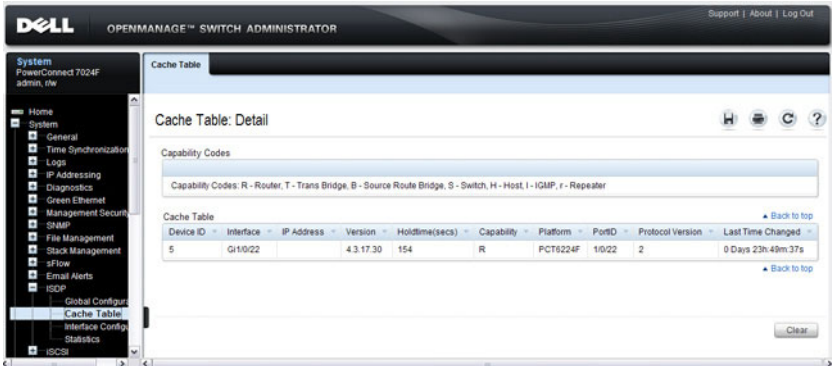 Support | About | Log Out
DELL OPENMANAGE™ SWITCH ADMINISTRATOR
System
PowerConnect 7024F
admin, r/w
Cache Table
Home
System
General
Time Synchronization
Logs
IP Addressing
Diagnostics
Green Ethernet
Management Security
SNMP
File Management
Stack Management
sFlow
Email Alerts
ISDP
Global Configura
Cache Table
Interface Configu
Statistics
iSCSI
Cache Table: Detail
Capability Codes
Capability Codes: R - Router, T - Trans Bridge, B - Source Route Bridge, S - Switch, H - Host, I - IGMP, r - Repeater
Cache Table
Back to top
Device ID Interface IP Address Version Holdtime(secs) Capability Platform PortID Protocol Version Last Time Changed
5 Gi1/0/22 4.3.17.30 154 R PCT6224F 1/0/22 2 0 Days 23h:49m:37s
Back to top
Clear